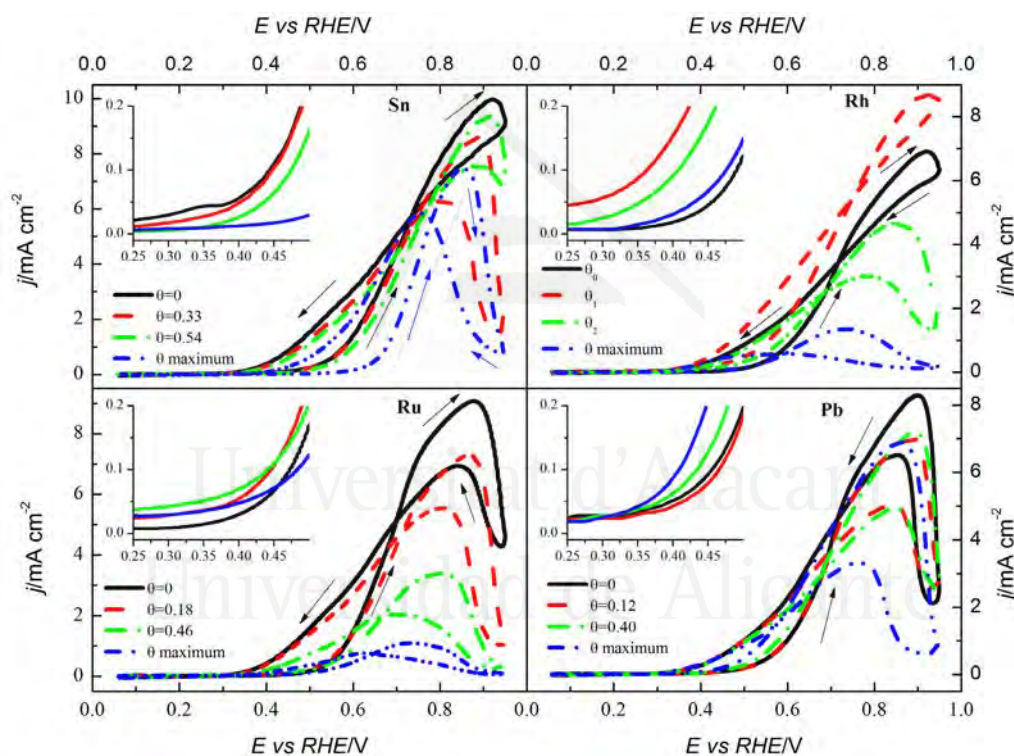 E vs RHE/V E vs RHE/V
0.0 0.2 0.4 0.6 0.8 0.0 0.2 0.4 0.6 0.8 1.0
Sn
j/mA cm-2
10
8
6
4
2
0
0.2
0.1
0.0
0.25 0.30 0.35 0.40 0.45
θ=0
θ=0.33
θ=0.54
θ maximum
Rh
j/mA cm-2
8
6
4
2
0
0.2
0.1
0.0
0.25 0.30 0.35 0.40 0.45
θ0
θ1
θ2
θ maximum
Ru
j/mA cm-2
10
8
6
4
2
0
0.2
0.1
0.0
0.25 0.30 0.35 0.40 0.45
θ=0
θ=0.18
θ=0.46
θ maximum
Pb
j/mA cm-2
8
6
4
2
0
0.2
0.1
0.0
0.25 0.30 0.35 0.40 0.45
θ=0
θ=0.12
θ=0.40
θ maximum
Universitat d'Alacant
Universidad de Alicante
0.0 0.2 0.4 0.6 0.8 0.0 0.2 0.4 0.6 0.8 1.0
E vs RHE/V E vs RHE/V